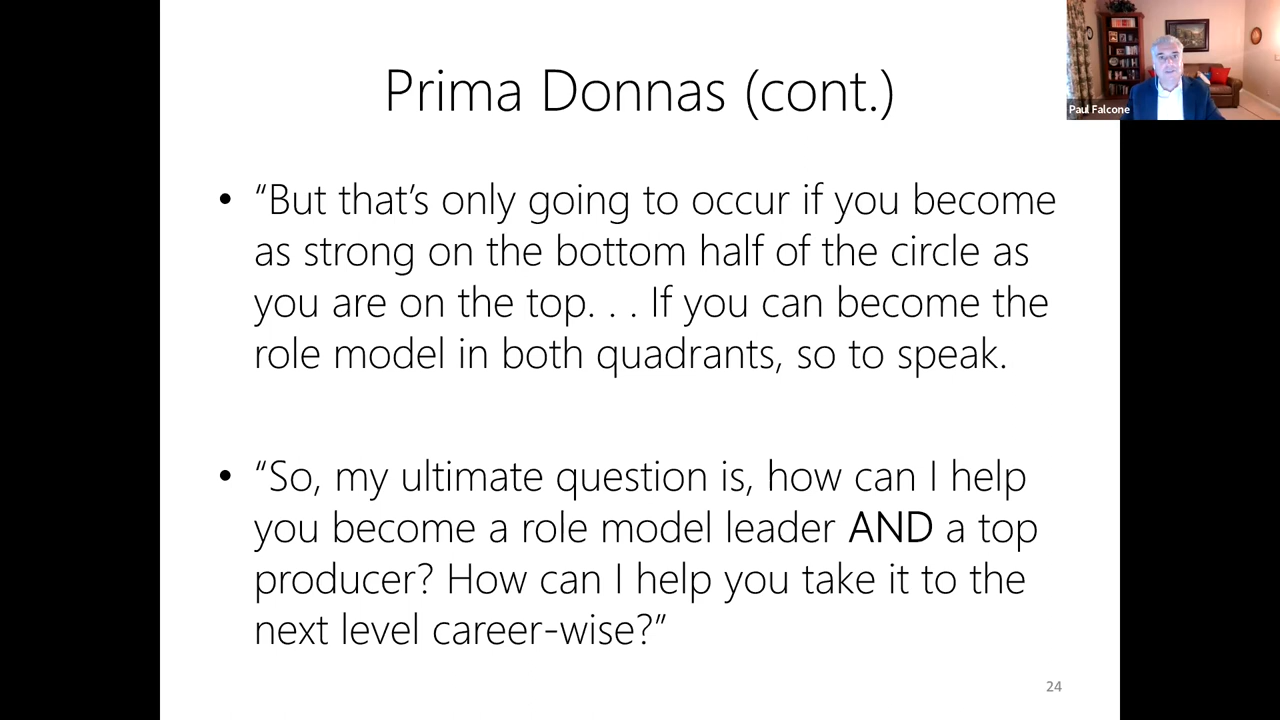 Prima Donnas (cont.)
Paul Falcone
• “But that’s only going to occur if you become
as strong on the bottom half of the circle as
you are on the top. . . If you can become the
role model in both quadrants, so to speak.
• “So, my ultimate question is, how can I help
you become a role model leader AND a top
producer? How can I help you take it to the
next level career-wise?”
24